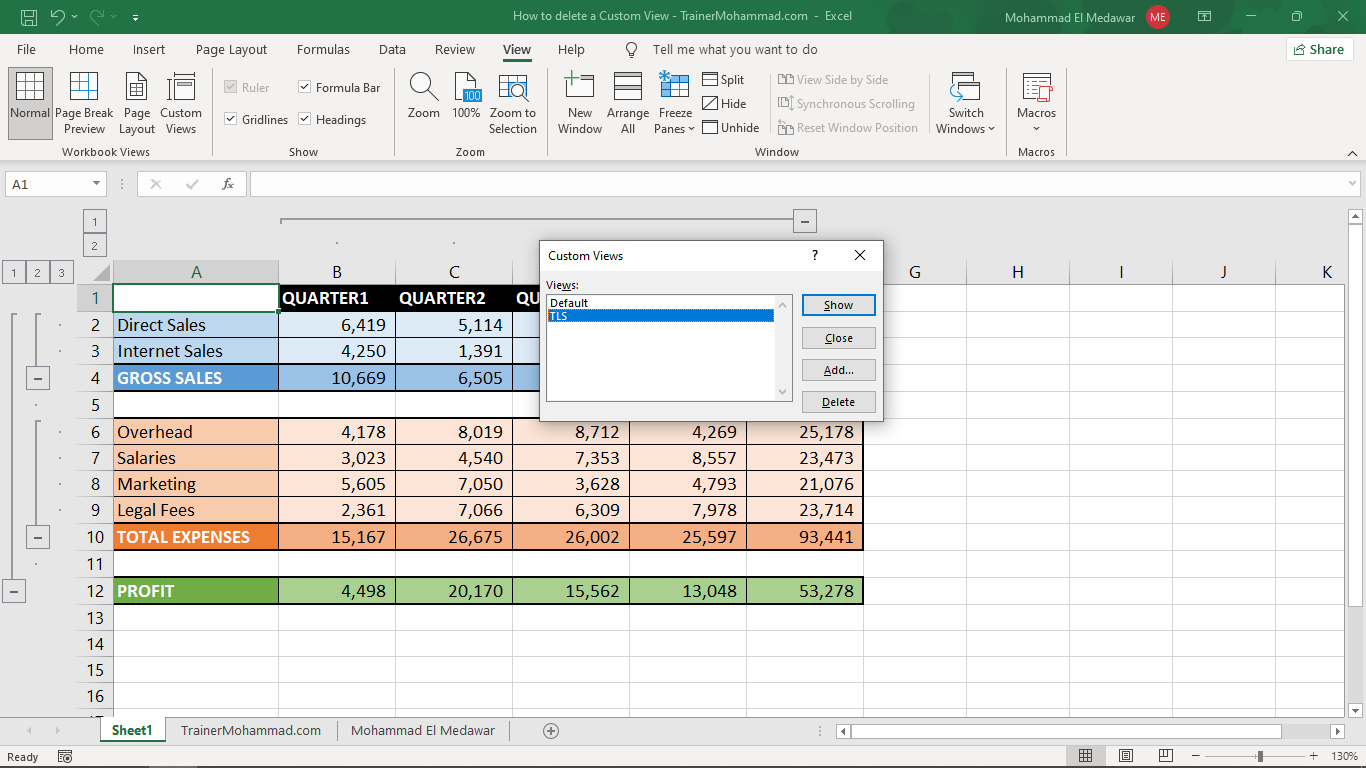 How to delete a Custom View - TrainerMohammad.com - Excel
Mohammad El Medawar
ME
File Home Insert Page Layout Formulas Data Review View Help Tell me what you want to do
Share
Normal
Page Break Preview
Page Layout
Custom Views
Workbook Views
Ruler
Formula Bar
Gridlines
Headings
Show
Zoom
100
100%
Zoom to Selection
Zoom
New Window
Arrange All
Freeze Panes
Split
Hide
Unhide
View Side by Side
Synchronous Scrolling
Reset Window Position
Switch Windows
Window
Macros
Macros
A1
fx
1
2
1 2 3
A B C G H I J K
Custom Views ?
Views:
Default
TLS
Show
Close
Add...
Delete
1 QUARTER1 QUARTER2 QU
2 Direct Sales 6,419 5,114
3 Internet Sales 4,250 1,391
4 GROSS SALES 10,669 6,505
5
6 Overhead 4,178 8,019 8,712 4,269 25,178
7 Salaries 3,023 4,540 7,353 8,557 23,473
8 Marketing 5,605 7,050 3,628 4,793 21,076
9 Legal Fees 2,361 7,066 6,309 7,978 23,714
10 TOTAL EXPENSES 15,167 26,675 26,002 25,597 93,441
11
12 PROFIT 4,498 20,170 15,562 13,048 53,278
13
14
15
16
Sheet1 TrainerMohammad.com Mohammad El Medawar
Ready
130%